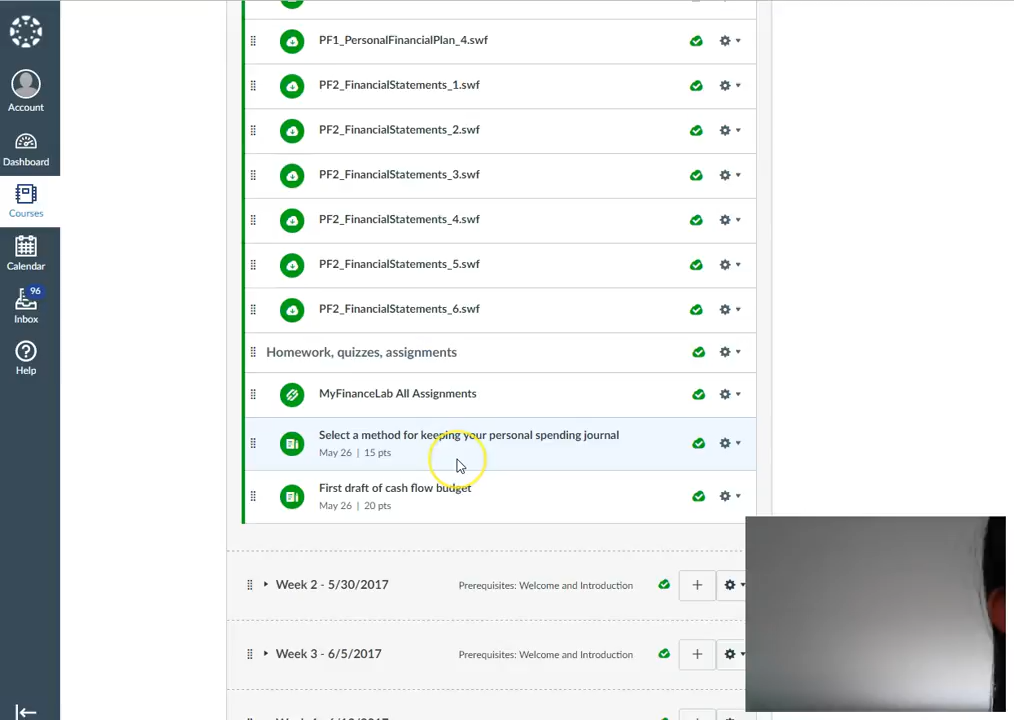 PF1_PersonalFinancialPlan_4.swf
Account
PF2_FinancialStatements_1.swf
PF2_FinancialStatements_2.swf
Dashboard
PF2_FinancialStatements_3.swf
Courses
PF2_FinancialStatements_4.swf
Calendar
PF2_FinancialStatements_5.swf
96
Inbox
PF2_FinancialStatements_6.swf
Homework, quizzes, assignments
Help
MyFinanceLab All Assignments
Select a method for keeping your personal spending journal
May 26 | 15 pts
First draft of cash flow budget
May 26 | 20 pts
Week 2 - 5/30/2017 Prerequisites: Welcome and Introduction
Week 3 - 6/5/2017 Prerequisites: Welcome and Introduction